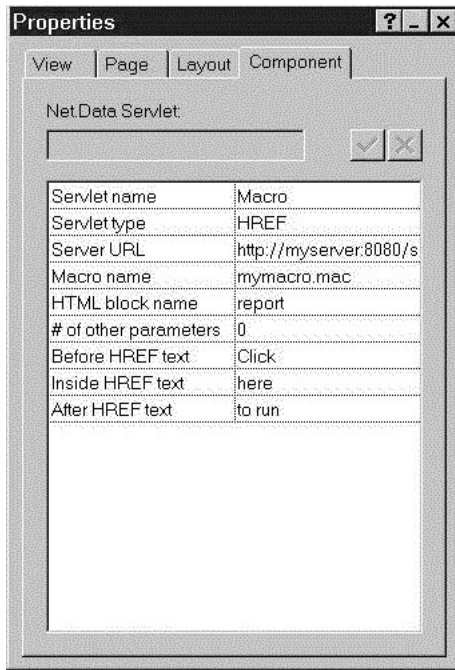 Properties
View Page Layout Component
Net.Data Servlet:
Servlet name Macro
Servlet type HREF
Server URL http://myserver:8080/s
Macro name mymacro.mac
HTML block name report
# of other parameters 0
Before HREF text Click
Inside HREF text here
After HREF text to run